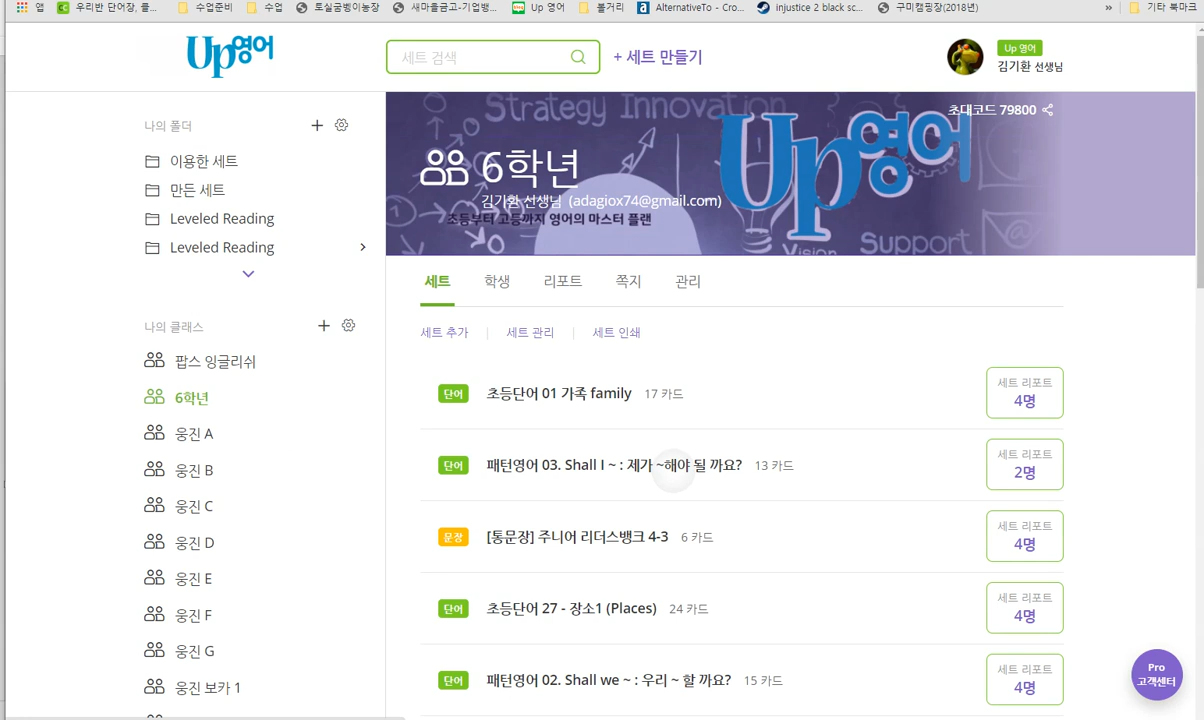 앱
우리반 단어장, 플...
수업준비
수업
토실굼벵이농장
새마을금고-기업뱅...
Up 영어
볼거리
AlternativeTo - Cro...
injustice 2 black sc...
구미캠핑장(2018년)
»
기타 북마크
Up영어
세트 검색
+ 세트 만들기
Up 영어
김기환 선생님
나의 폴더
이용한 세트
만든 세트
Leveled Reading
Leveled Reading
나의 클래스
팝스 잉글리쉬
6학년
웅진 A
웅진 B
웅진 C
웅진 D
웅진 E
웅진 F
웅진 G
웅진 보카 1
Strategy Innovation
초대코드 79800
Up영어
6학년
김기환 선생님 (adagiox74@gmail.com)
초등부터 고등까지 영어의 마스터 플랜
Vision
Support
세트
학생
리포트
쪽지
관리
세트 추가
세트 관리
세트 인쇄
단어 초등단어 01 가족 family 17 카드
세트 리포트
4명
단어 패턴영어 03. Shall I ~ : 제가 ~해야 될 까요? 13 카드
세트 리포트
2명
문장 [통문장] 주니어 리더스뱅크 4-3 6 카드
세트 리포트
4명
단어 초등단어 27 - 장소1 (Places) 24 카드
세트 리포트
4명
단어 패턴영어 02. Shall we ~ : 우리 ~ 할 까요? 15 카드
세트 리포트
4명
Pro
고객센터